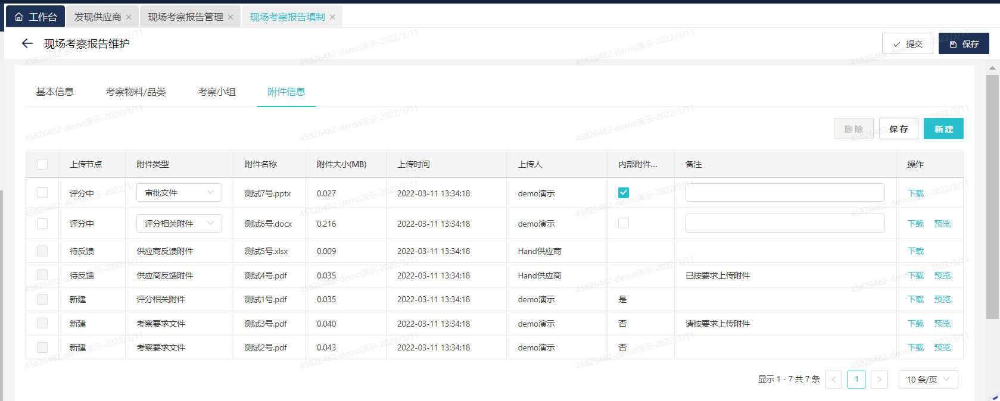 工作台 发现供应商 × 现场考察报告管理 × 现场考察报告填制 ×
现场考察报告维护 提交 保存
基本信息 考察物料/品类 考察小组 附件信息
删除 保存 新建
上传节点 附件类型 附件名称 附件大小(MB) 上传时间 上传人 内部附件... 备注 操作
评分中 审批文件 测试7号.pptx 0.027 2022-03-11 13:34:18 demo演示 下载
评分中 评分相关附件 测试6号.docx 0.216 2022-03-11 13:34:18 demo演示 下载 预览
待反馈 供应商反馈附件 测试5号.xlsx 0.009 2022-03-11 13:34:18 Hand供应商 下载
待反馈 供应商反馈附件 测试4号.pdf 0.035 2022-03-11 13:34:18 Hand供应商 已按要求上传附件 下载 预览
新建 评分相关附件 测试1号.pdf 0.035 2022-03-11 13:34:18 demo演示 是 下载 预览
新建 考察要求文件 测试3号.pdf 0.040 2022-03-11 13:34:18 demo演示 否 请按要求上传附件 下载 预览
新建 考察要求文件 测试2号.pdf 0.043 2022-03-11 13:34:18 demo演示 否 下载 预览
显示 1 - 7 共 7 条 < 1 > 10 条/页
45826482-demo演示-2022/3/11